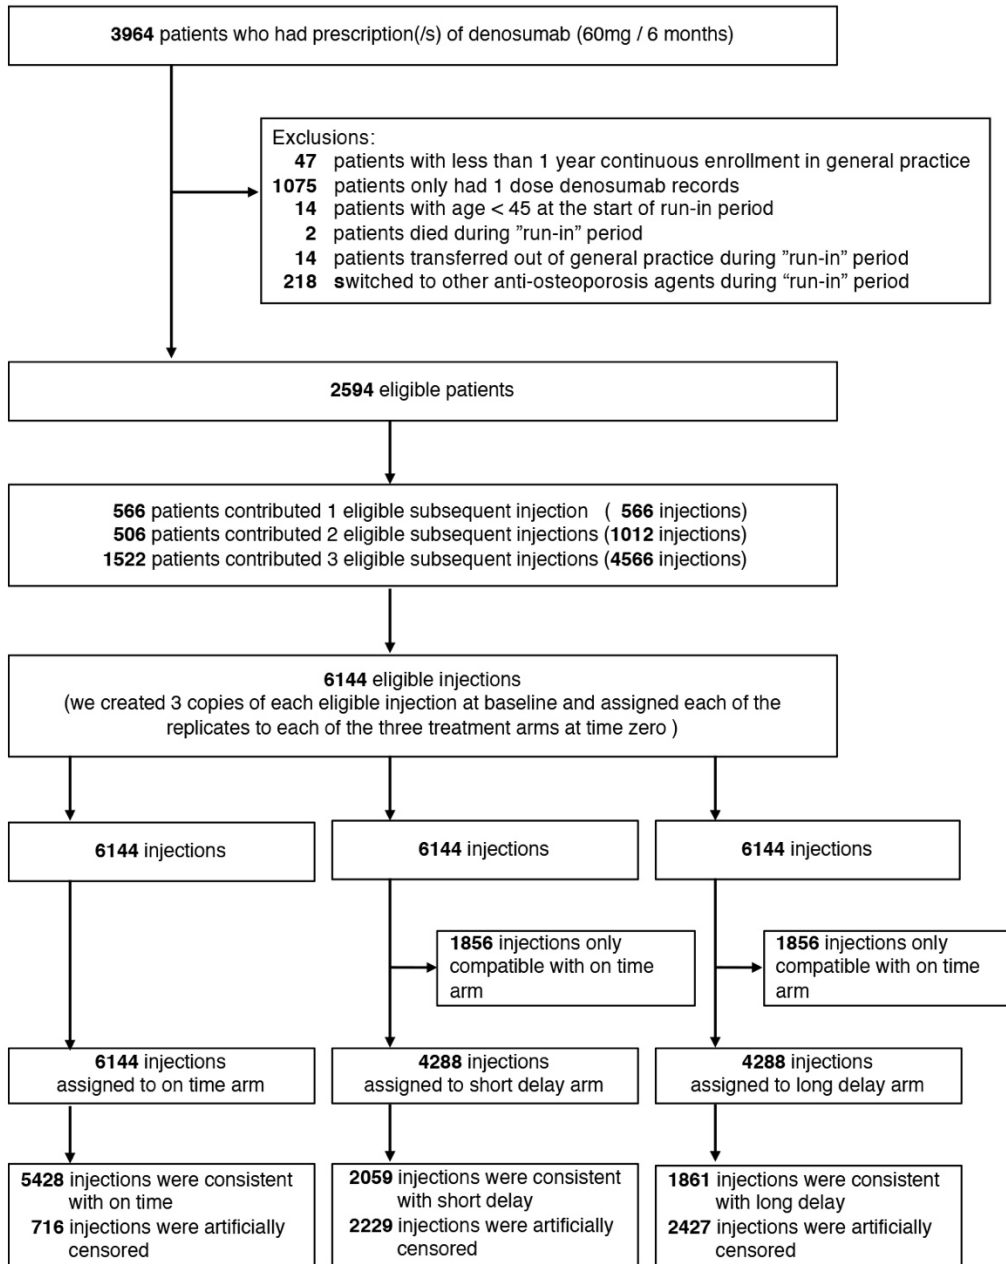 3964 patients who had prescription(/s) of denosumab (60mg / 6 months)
Exclusions:
47 patients with less than 1 year continuous enrollment in general practice
1075 patients only had 1 dose denosumab records
14 patients with age < 45 at the start of run-in period
2 patients died during ”run-in” period
14 patients transferred out of general practice during ”run-in” period
218 switched to other anti-osteoporosis agents during “run-in” period
2594 eligible patients
566 patients contributed 1 eligible subsequent injection ( 566 injections)
506 patients contributed 2 eligible subsequent injections (1012 injections)
1522 patients contributed 3 eligible subsequent injections (4566 injections)
6144 eligible injections
(we created 3 copies of each eligible injection at baseline and assigned each of the
replicates to each of the three treatment arms at time zero )
6144 injections
6144 injections
6144 injections
1856 injections only
compatible with on time
arm
1856 injections only
compatible with on time
arm
6144 injections
assigned to on time arm
4288 injections
assigned to short delay arm
4288 injections
assigned to long delay arm
5428 injections were consistent
with on time
716 injections were artificially
censored
2059 injections were consistent
with short delay
2229 injections were artificially
censored
1861 injections were consistent
with long delay
2427 injections were artificially
censored